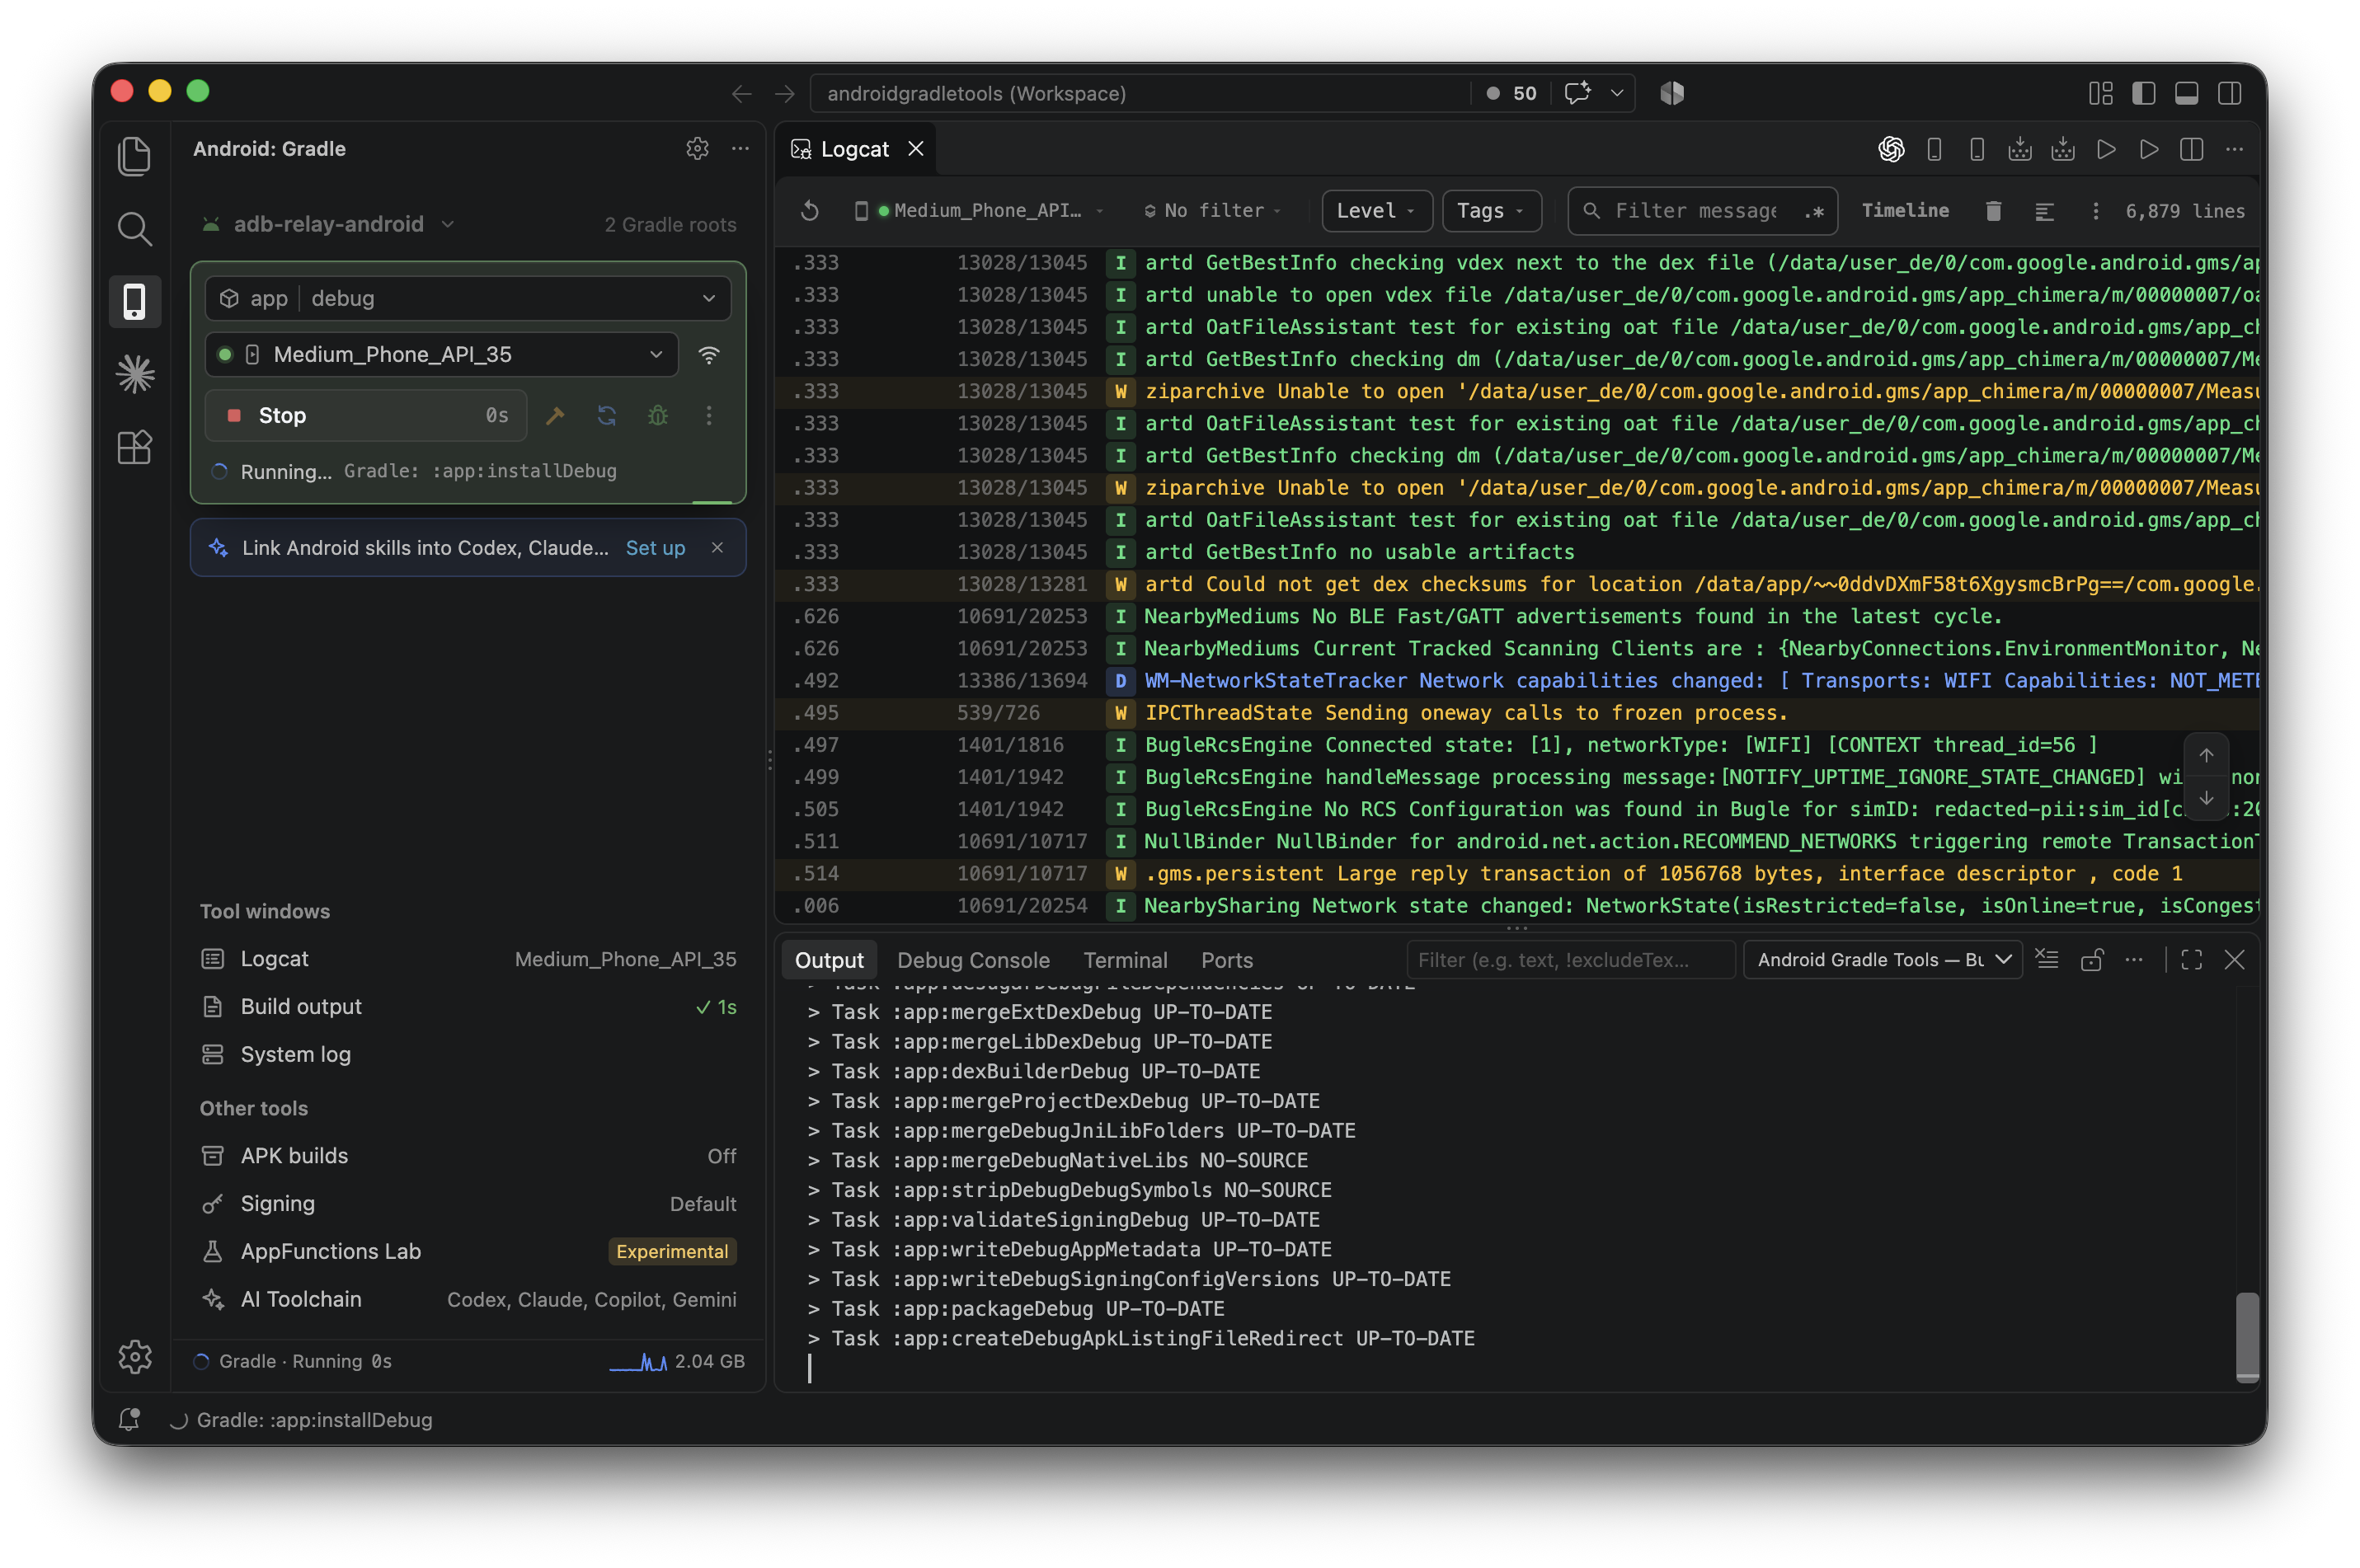 androidgradletools (Workspace)
50
Android: Gradle
adb-relay-android
2 Gradle roots
app | debug
Medium_Phone_API_35
Stop 0s
Running... Gradle: :app:installDebug
Link Android skills into Codex, Claude... Set up
Tool windows
Logcat Medium_Phone_API_35
Build output ✓ 1s
System log
Other tools
APK builds Off
Signing Default
AppFunctions Lab Experimental
AI Toolchain Codex, Claude, Copilot, Gemini
Gradle · Running 0s 2.04 GB
Gradle: :app:installDebug
Logcat
Medium_Phone_API… No filter Level Tags Filter message .* Timeline 6,879 lines
.333 13028/13045 I artd GetBestInfo checking vdex next to the dex file (/data/user_de/0/com.google.android.gms/ap
.333 13028/13045 I artd unable to open vdex file /data/user_de/0/com.google.android.gms/app_chimera/m/00000007/oa
.333 13028/13045 I artd OatFileAssistant test for existing oat file /data/user_de/0/com.google.android.gms/app_ch
.333 13028/13045 I artd GetBestInfo checking dm (/data/user_de/0/com.google.android.gms/app_chimera/m/00000007/Me
.333 13028/13045 W ziparchive Unable to open '/data/user_de/0/com.google.android.gms/app_chimera/m/00000007/Measu
.333 13028/13045 I artd OatFileAssistant test for existing oat file /data/user_de/0/com.google.android.gms/app_ch
.333 13028/13045 I artd GetBestInfo checking dm (/data/user_de/0/com.google.android.gms/app_chimera/m/00000007/Me
.333 13028/13045 W ziparchive Unable to open '/data/user_de/0/com.google.android.gms/app_chimera/m/00000007/Measu
.333 13028/13045 I artd OatFileAssistant test for existing oat file /data/user_de/0/com.google.android.gms/app_ch
.333 13028/13045 I artd GetBestInfo no usable artifacts
.333 13028/13281 W artd Could not get dex checksums for location /data/app/~~0ddvDXmF58t6XgysmcBrPg==/com.google.
.626 10691/20253 I NearbyMediums No BLE Fast/GATT advertisements found in the latest cycle.
.626 10691/20253 I NearbyMediums Current Tracked Scanning Clients are : {NearbyConnections.EnvironmentMonitor, Ne
.492 13386/13694 D WM-NetworkStateTracker Network capabilities changed: [ Transports: WIFI Capabilities: NOT_METE
.495 539/726 W IPCThreadState Sending oneway calls to frozen process.
.497 1401/1816 I BugleRcsEngine Connected state: [1], networkType: [WIFI] [CONTEXT thread_id=56 ]
.499 1401/1942 I BugleRcsEngine handleMessage processing message:[NOTIFY_UPTIME_IGNORE_STATE_CHANGED] wi non
.505 1401/1942 I BugleRcsEngine No RCS Configuration was found in Bugle for simID: redacted-pii:sim_id[c :20
.511 10691/10717 I NullBinder NullBinder for android.net.action.RECOMMEND_NETWORKS triggering remote TransactionT
.514 10691/10717 W .gms.persistent Large reply transaction of 1056768 bytes, interface descriptor , code 1
.006 10691/20254 I NearbySharing Network state changed: NetworkState(isRestricted=false, isOnline=true, isCongest
Output Debug Console Terminal Ports Filter (e.g. text, !excludeTex... Android Gradle Tools — Bu
> Task :app:desugarDebugFileDependencies UP-TO-DATE
> Task :app:mergeExtDexDebug UP-TO-DATE
> Task :app:mergeLibDexDebug UP-TO-DATE
> Task :app:dexBuilderDebug UP-TO-DATE
> Task :app:mergeProjectDexDebug UP-TO-DATE
> Task :app:mergeDebugJniLibFolders UP-TO-DATE
> Task :app:mergeDebugNativeLibs NO-SOURCE
> Task :app:stripDebugDebugSymbols NO-SOURCE
> Task :app:validateSigningDebug UP-TO-DATE
> Task :app:writeDebugAppMetadata UP-TO-DATE
> Task :app:writeDebugSigningConfigVersions UP-TO-DATE
> Task :app:packageDebug UP-TO-DATE
> Task :app:createDebugApkListingFileRedirect UP-TO-DATE